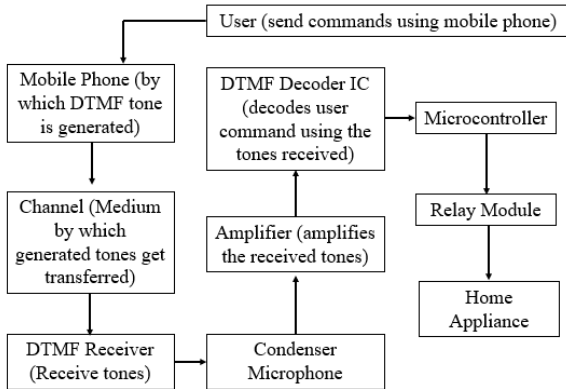 User (send commands using mobile phone)
Mobile Phone (by
which DTMF tone
is generated)
Channel (Medium
by which
generated tones get
transferred)
DTMF Receiver
(Receive tones)
Condenser
Microphone
Amplifier (amplifies
the received tones)
DTMF Decoder IC
(decodes user
command using the
tones received)
Microcontroller
Relay Module
Home
Appliance